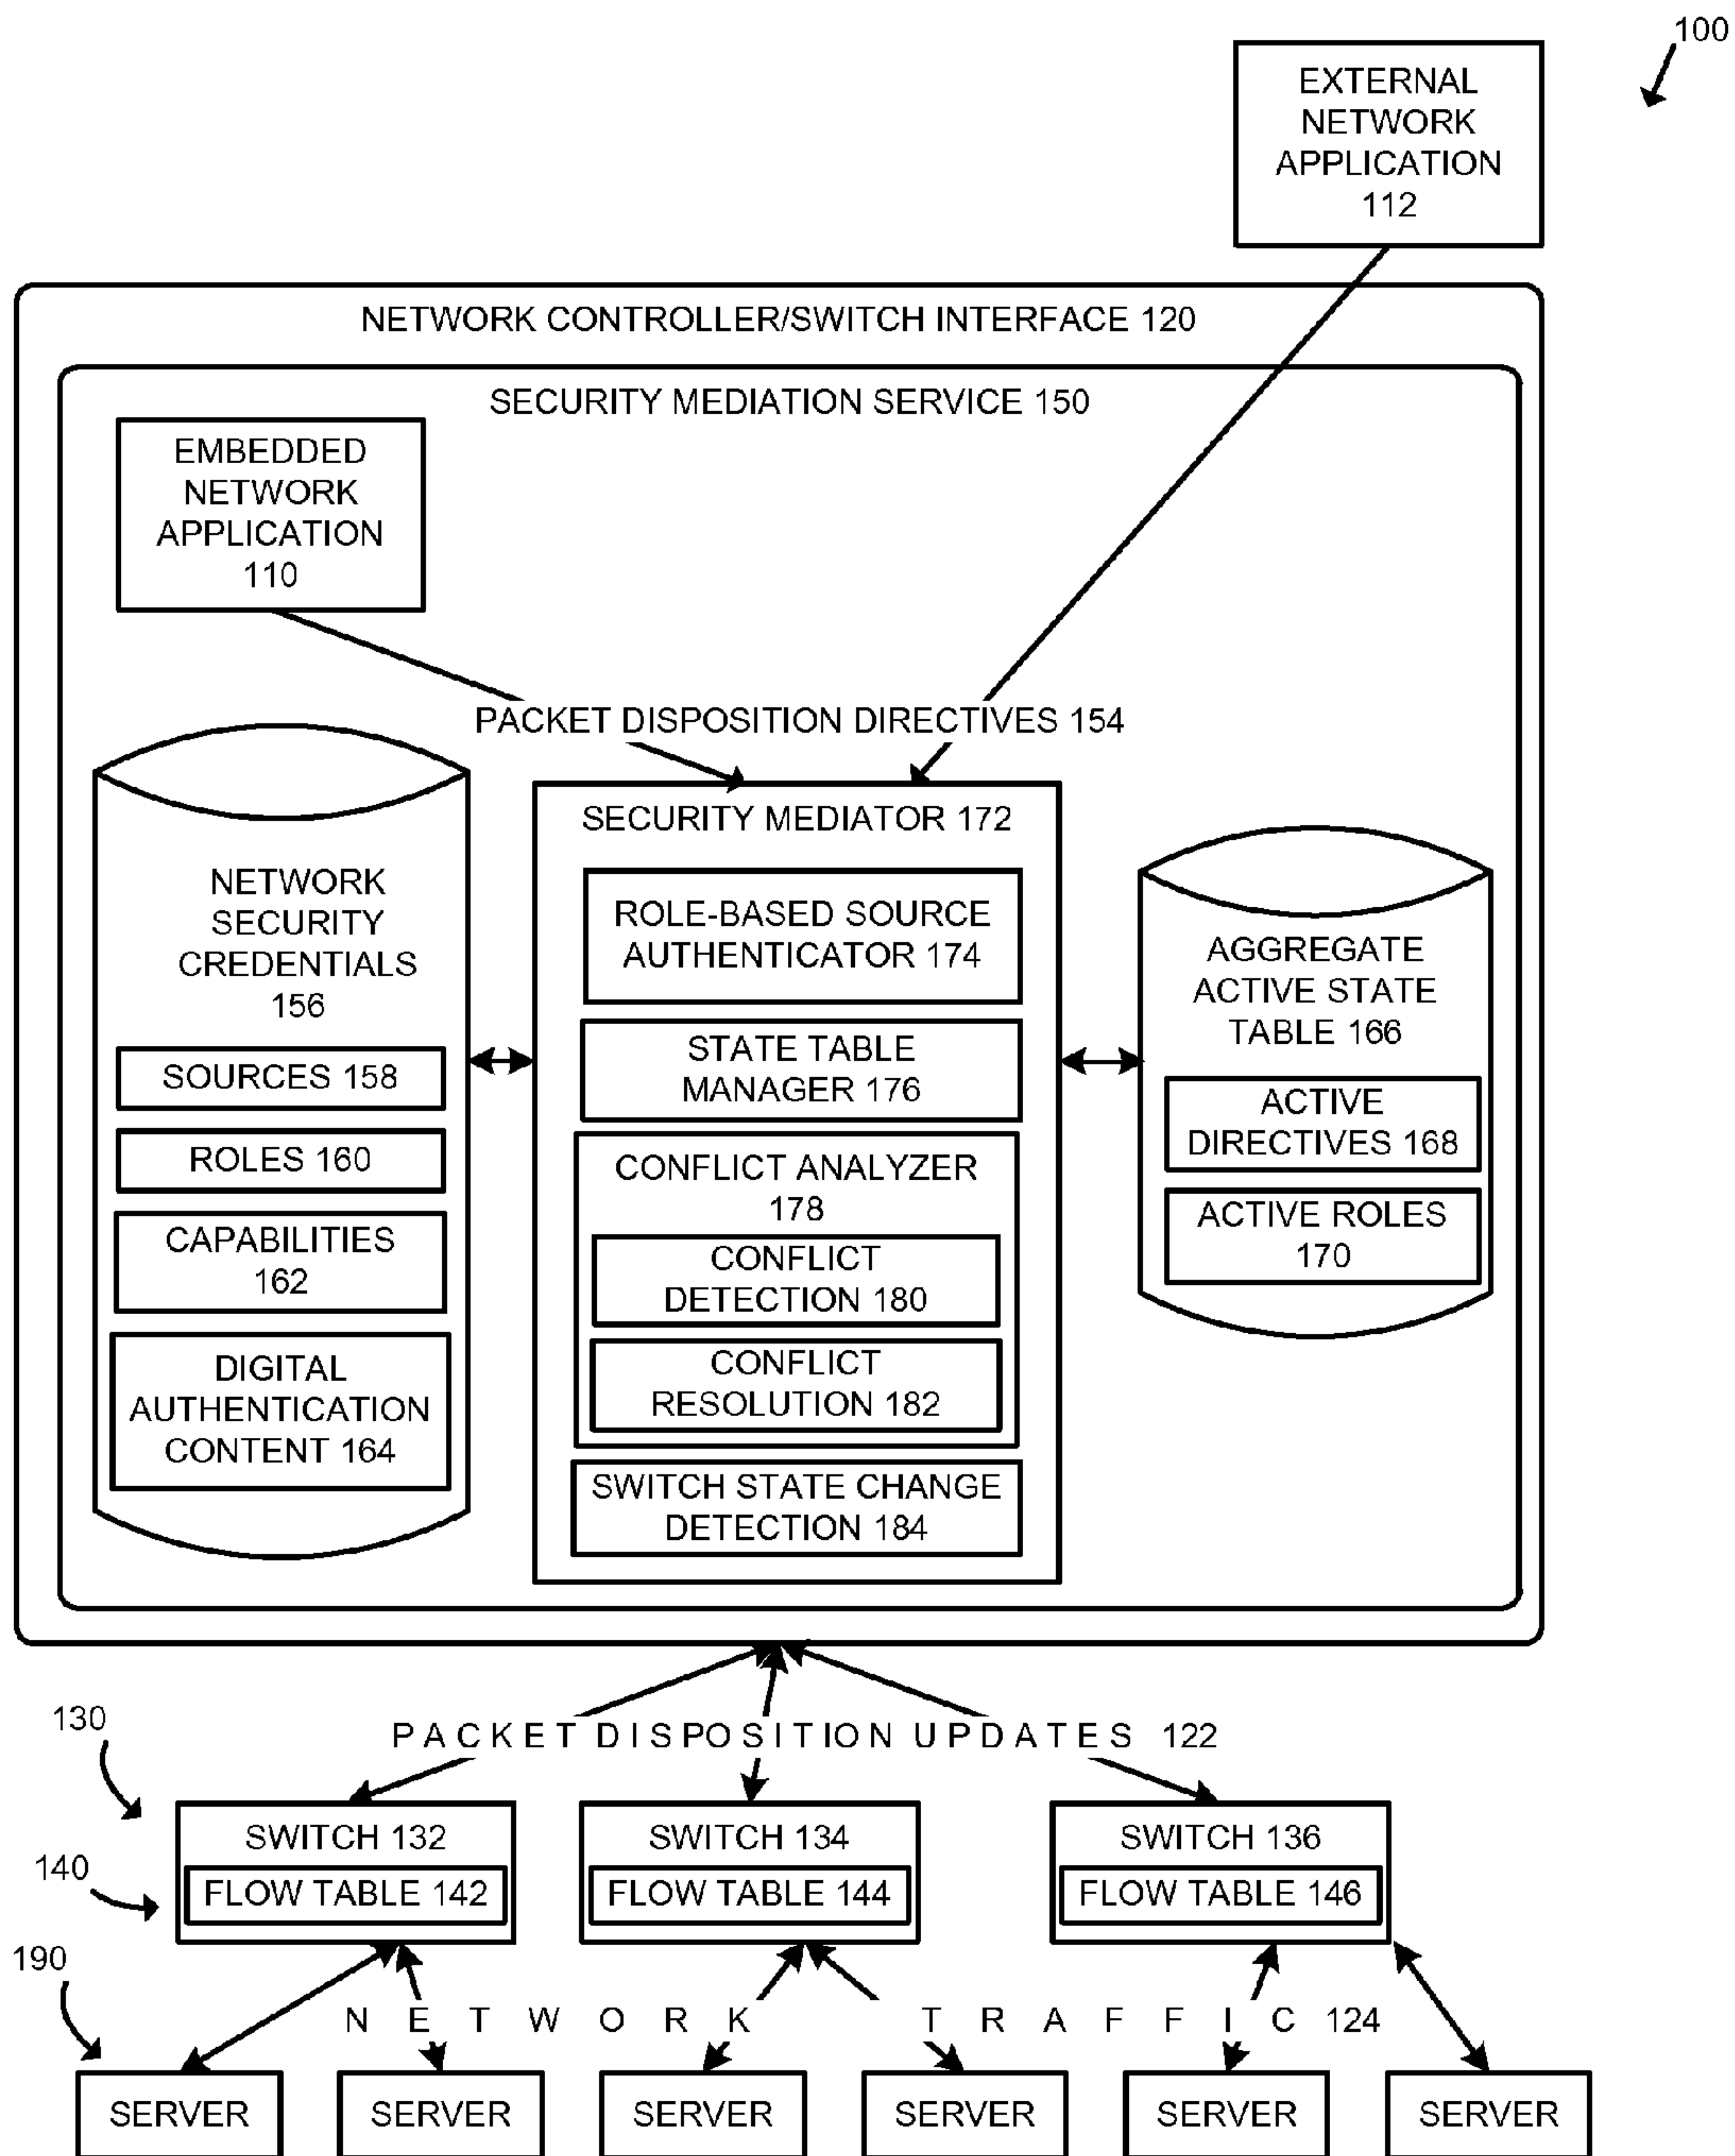 100
EXTERNAL
NETWORK
APPLICATION
112
NETWORK CONTROLLER/SWITCH INTERFACE 120
SECURITY MEDIATION SERVICE 150
EMBEDDED
NETWORK
APPLICATION
110
PACKET DISPOSITION DIRECTIVES 154
NETWORK
SECURITY
CREDENTIALS
156
SOURCES 158
ROLES 160
CAPABILITIES
162
DIGITAL
AUTHENTICATION
CONTENT 164
SECURITY MEDIATOR 172
ROLE-BASED SOURCE
AUTHENTICATOR 174
STATE TABLE
MANAGER 176
CONFLICT ANALYZER
178
CONFLICT
DETECTION 180
CONFLICT
RESOLUTION 182
SWITCH STATE CHANGE
DETECTION 184
AGGREGATE
ACTIVE STATE
TABLE 166
ACTIVE
DIRECTIVES 168
ACTIVE ROLES
170
PACKET DISPOSITION UPDATES 122
130
SWITCH 132
SWITCH 134
SWITCH 136
140
FLOW TABLE 142
FLOW TABLE 144
FLOW TABLE 146
190
NETWORK TRAFFIC 124
SERVER
SERVER
SERVER
SERVER
SERVER
SERVER